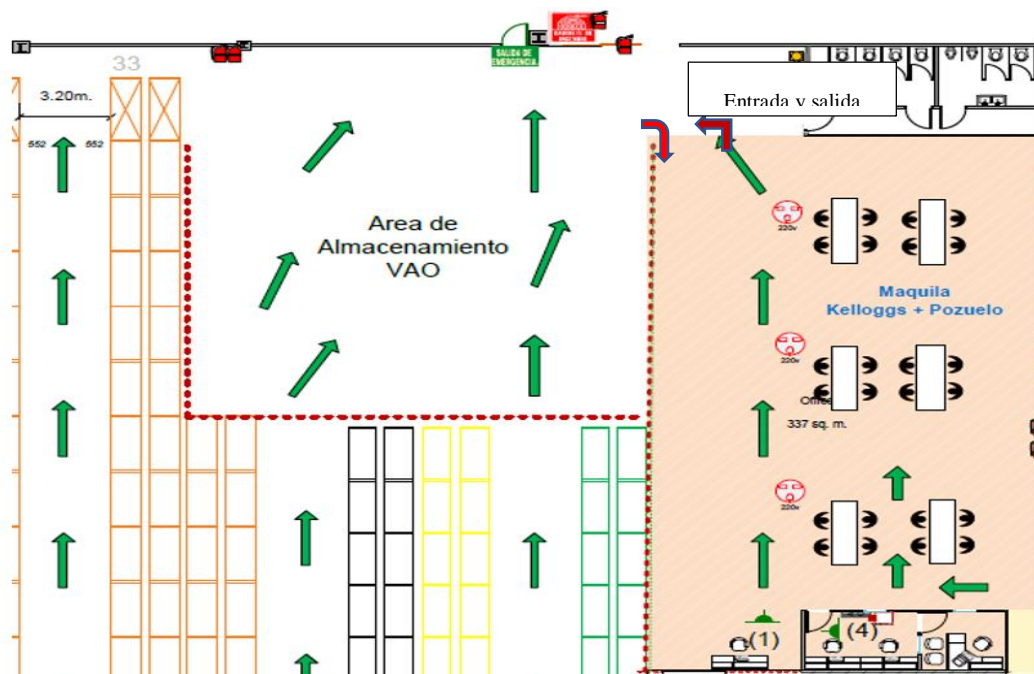 SALIDA DE
EMERGENCIA
33
3.20m.
552
552
Entrada y salida
Area de
Almacenamiento
VAO
220v
Maquila
Kelloggs + Pozuelo
220v
337 sq. m.
220v
(1)
(4)